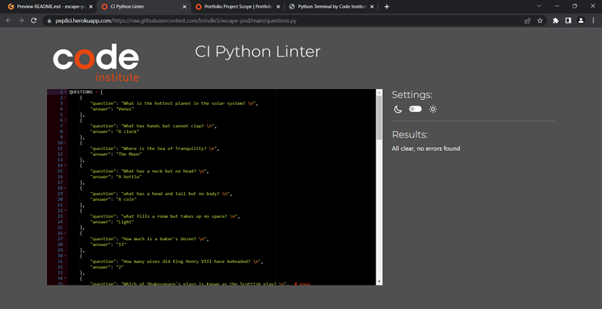 Preview README.md - escape-p
CI Python Linter
Portfolio Project Scope | Portfolio
Python Terminal by Code Institut
pep8ci.herokuapp.com/https://raw.githubusercontent.com/brindle5/escape-pod/main/questions.py
code
institute
CI Python Linter
Settings:
Results:
All clear, no errors found
1 QUESTIONS = [
2 {
3 "question": "What is the hottest planet in the solar system? \n",
4 "answer": "Venus"
5 },
6 {
7 "question": "What has hands but cannot clap? \n",
8 "answer": "A clock"
9 },
10 {
11 "question": "Where is the Sea of Tranquility? \n",
12 "answer": "The Moon"
13 },
14 {
15 "question": "What has a neck but no head? \n",
16 "answer": "A bottle"
17 },
18 {
19 "question": "what has a head and tail but no body? \n",
20 "answer": "A coin"
21 },
22 {
23 "question": "what fills a room but takes up no space? \n",
24 "answer": "Light"
25 },
26 {
27 "question": "How much is a baker's dozen? \n",
28 "answer": "13"
29 },
30 {
31 "question": "How many wives did King Henry VIII have beheaded? \n",
32 "answer": "2"
33 },
34 {
35 "question": "Which of Shakespeare's plays is known as the Scottish play? \n", # noqa